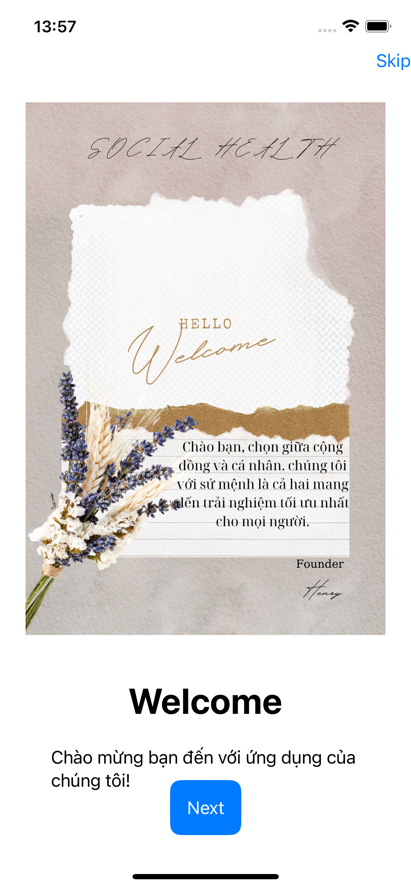 13:57
Skip
SOCIAL HEALTH
HELLO
Welcome
Chào bạn, chọn giữa cộng
đồng và cá nhân. chúng tôi
với sứ mệnh là cả hai mang
đến trải nghiệm tối ưu nhất
cho mọi người.
Founder
Henry
Welcome
Chào mừng bạn đến với ứng dụng của
chúng tôi!
Next